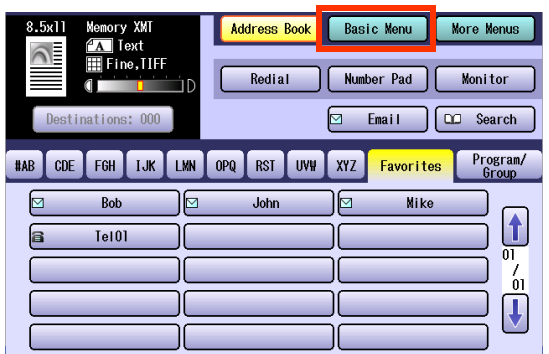 8.5x11 Memory XMT
A Text
Fine,TIFF
D
Destinations: 000
Address Book Basic Menu More Menus
Redial Number Pad Monitor
Email Search
#AB CDE FGH IJK LMN OPQ RST UVW XYZ Favorites Program/
Group
Bob John Mike
Tel01
01
/
01